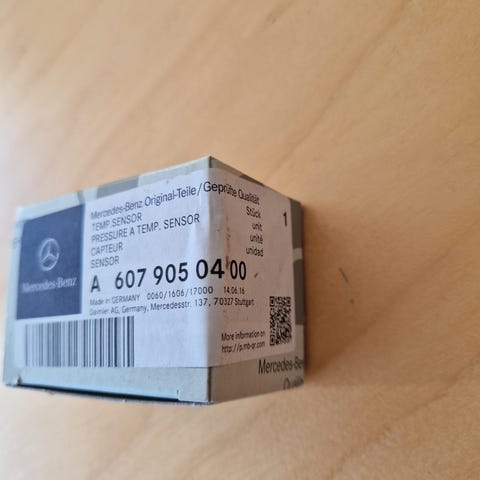 Mercedes-Benz Original-Teile/Geprüfte Qualität
TEMP.SENSOR
PRESSURE A TEMP. SENSOR
CAPTEUR
SENSOR
Stück 1
unit
unité
unidad
A 607 905 04 00
Made in GERMANY 0060/1606/17000 14.06.16
Daimler AG, Germany, Mercedesstr. 137, 70327 Stuttgart
Mercedes-Benz
More information on
http://p.mb-qr.com
Mercedes-Be
Qualit